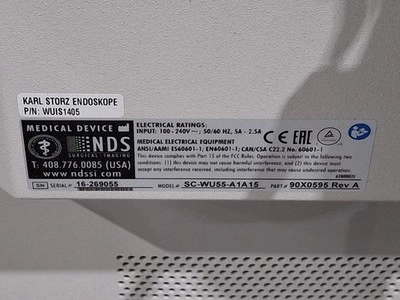 KARL STORZ ENDOSKOPE
P/N: WUIS1405
MEDICAL DEVICE
NDS
SURGICAL IMAGING
T: 408.776.0085 (USA)
www.ndssi.com
ELECTRICAL RATINGS:
INPUT: 100 - 240V~; 50/60 HZ, 5A - 2.5A
MEDICAL ELECTRICAL EQUIPMENT
ANSI/AAMI ES60601-1; EN60601-1; CAN/CSA C22.2 No. 60601-1
This device complies with Part 15 of the FCC Rules. Operation is subject to the following two
conditions: (1) this device may not cause harmful interference, and (2) this device must
accept any interference received, including interference that may cause undesired operation.
CE EAC
SN SERIAL# 16-269055 MODEL# SC-WU55-A1A15 PART# 90X0595 Rev A